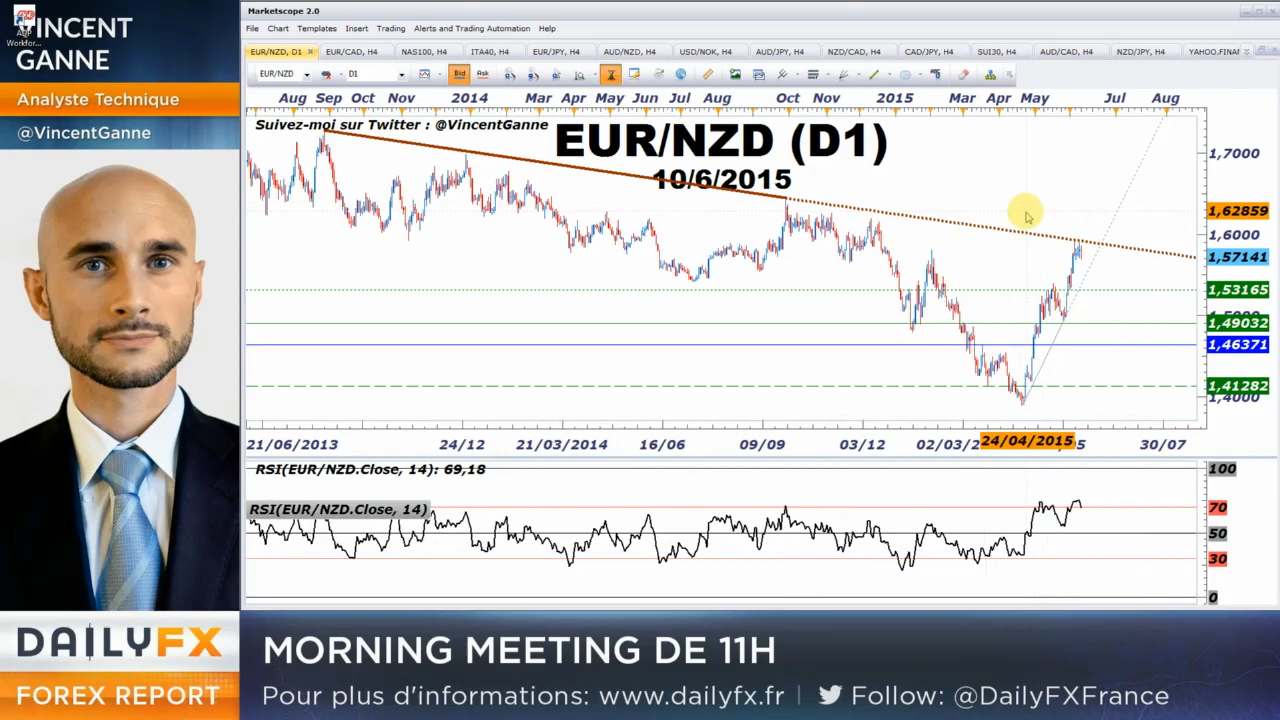 VINCENT
GANNE
Analyste Technique
@VincentGanne
Marketscope 2.0
File Chart Templates Insert Trading Alerts and Trading Automation Help
EUR/NZD, D1 EUR/CAD, H4 NAS100, H4 ITA40, H4 EUR/JPY, H4 AUD/NZD, H4 USD/NOK, H4 AUD/JPY, H4 NZD/CAD, H4 CAD/JPY, H4 SUI30, H4 AUD/CAD, H4 NZD/JPY, H4 YAHOO.FINAN
EUR/NZD D1 Bid Ask
Aug Sep Oct Nov 2014 Mar Apr May Jun Jul Aug Oct Nov 2015 Mar Apr May Jul Aug
Suivez-moi sur Twitter : @VincentGanne
EUR/NZD (D1)
10/6/2015
1,7000
1,62859
1,6000
1,57141
1,53165
1,49032
1,46371
1,41282
1,4000
21/06/2013 24/12 21/03/2014 16/06 09/09 03/12 02/03/2 24/04/2015 05 30/07
RSI(EUR/NZD.Close, 14): 69,18
RSI(EUR/NZD.Close, 14)
100
70
50
30
0
DAILYFX
FOREX REPORT
MORNING MEETING DE 11H
Pour plus d'informations: www.dailyfx.fr | Follow: @DailyFXFrance